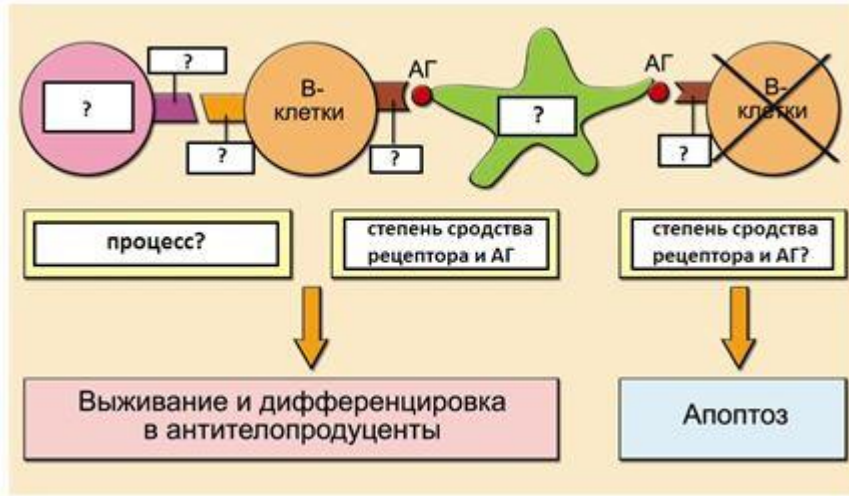 ?
?
?
В-
клетки
?
АГ
?
АГ
?
В-
клетки
процесс?
степень сродства
рецептора и АГ
степень сродства
рецептора и АГ?
Выживание и дифференцировка
в антителопродуценты
Апоптоз